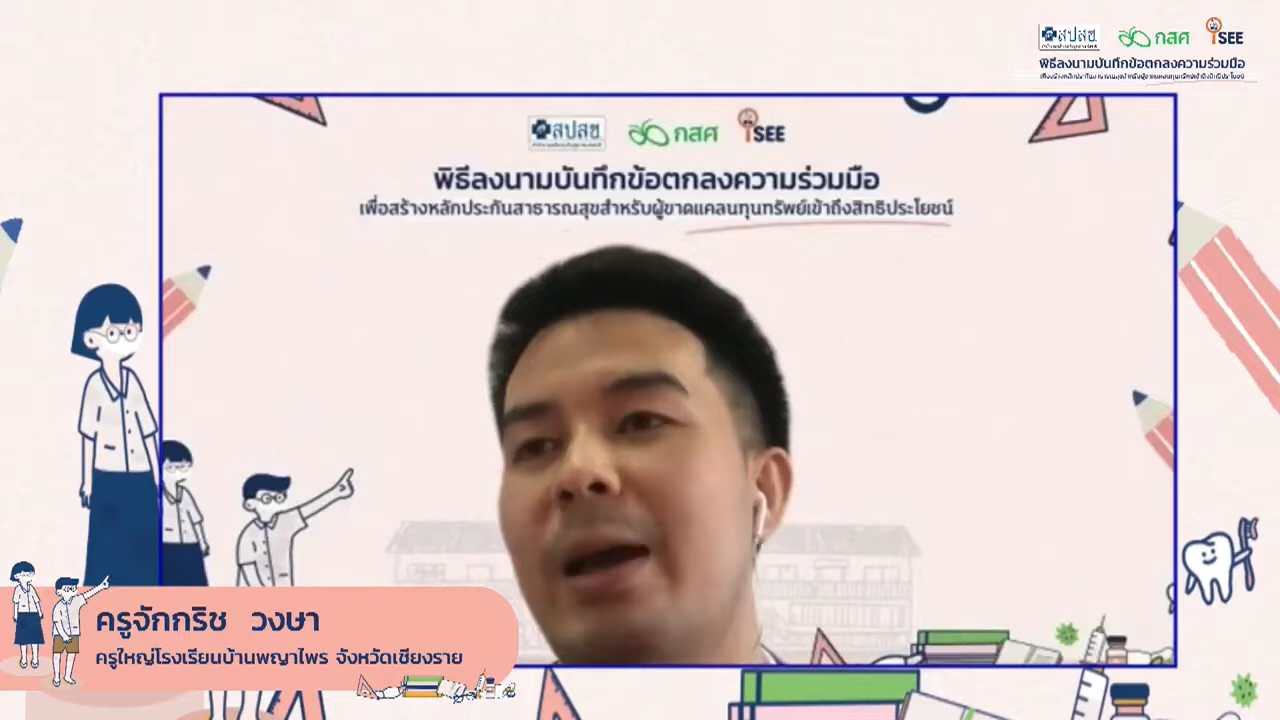 สปสช. กสศ iSEE
พิธีลงนามบันทึกข้อตกลงความร่วมมือ
สปสช. กสศ iSEE
พิธีลงนามบันทึกข้อตกลงความร่วมมือ
เพื่อสร้างหลักประกันสาธารณสุขสำหรับผู้ขาดแคลนทุนทรัพย์เข้าถึงสิทธิประโยชน์
ครูจักกริช วงษา
ครูใหญ่โรงเรียนบ้านพญาไพร จังหวัดเชียงราย